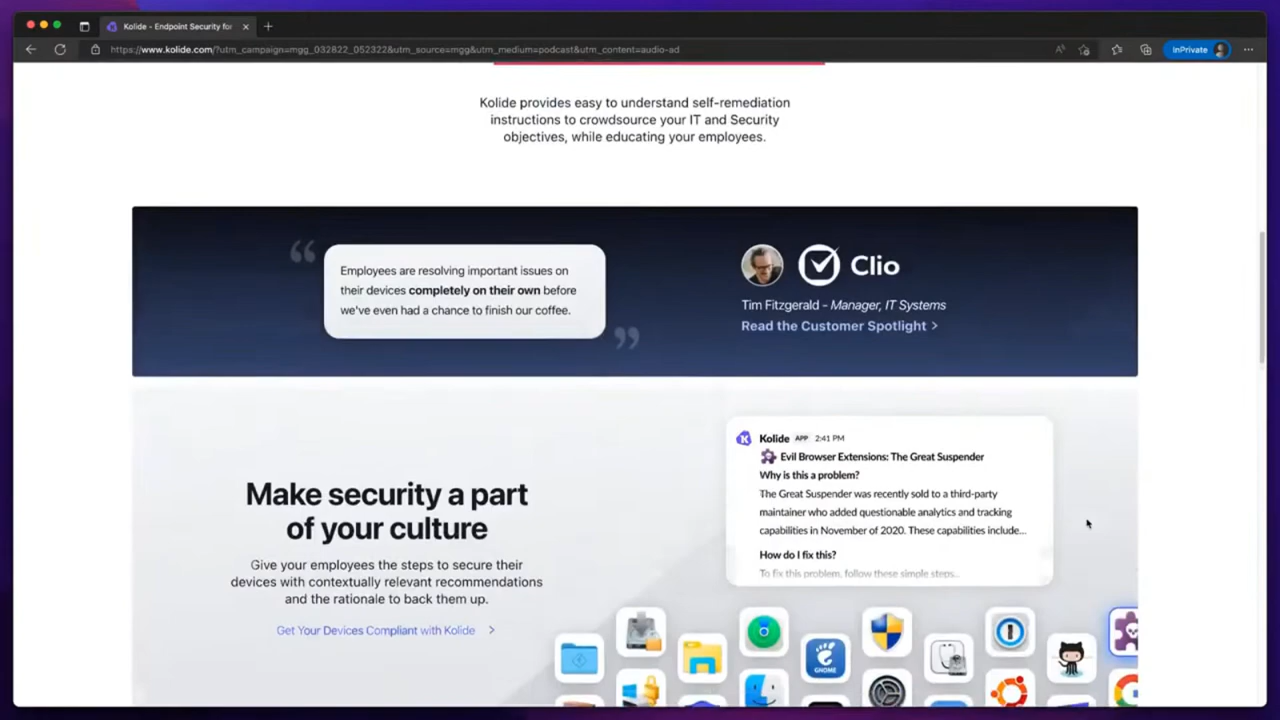 Kolide - Endpoint Security for
https://www.kolide.com/?utm_campaign=mgg_032822_052322&utm_source=mgg&utm_medium=podcast&utm_content=audio-ad
InPrivate
Kolide provides easy to understand self-remediation
instructions to crowdsource your IT and Security
objectives, while educating your employees.
“
Employees are resolving important issues on
their devices completely on their own before
we've even had a chance to finish our coffee.
”
Clio
Tim Fitzgerald - Manager, IT Systems
Read the Customer Spotlight >
Kolide APP 2:41 PM
Evil Browser Extensions: The Great Suspender
Why is this a problem?
The Great Suspender was recently sold to a third-party
maintainer who added questionable analytics and tracking
capabilities in November of 2020. These capabilities include...
How do I fix this?
To fix this problem, follow these simple steps...
Make security a part
of your culture
Give your employees the steps to secure their
devices with contextually relevant recommendations
and the rationale to back them up.
Get Your Devices Compliant with Kolide >
GNOME